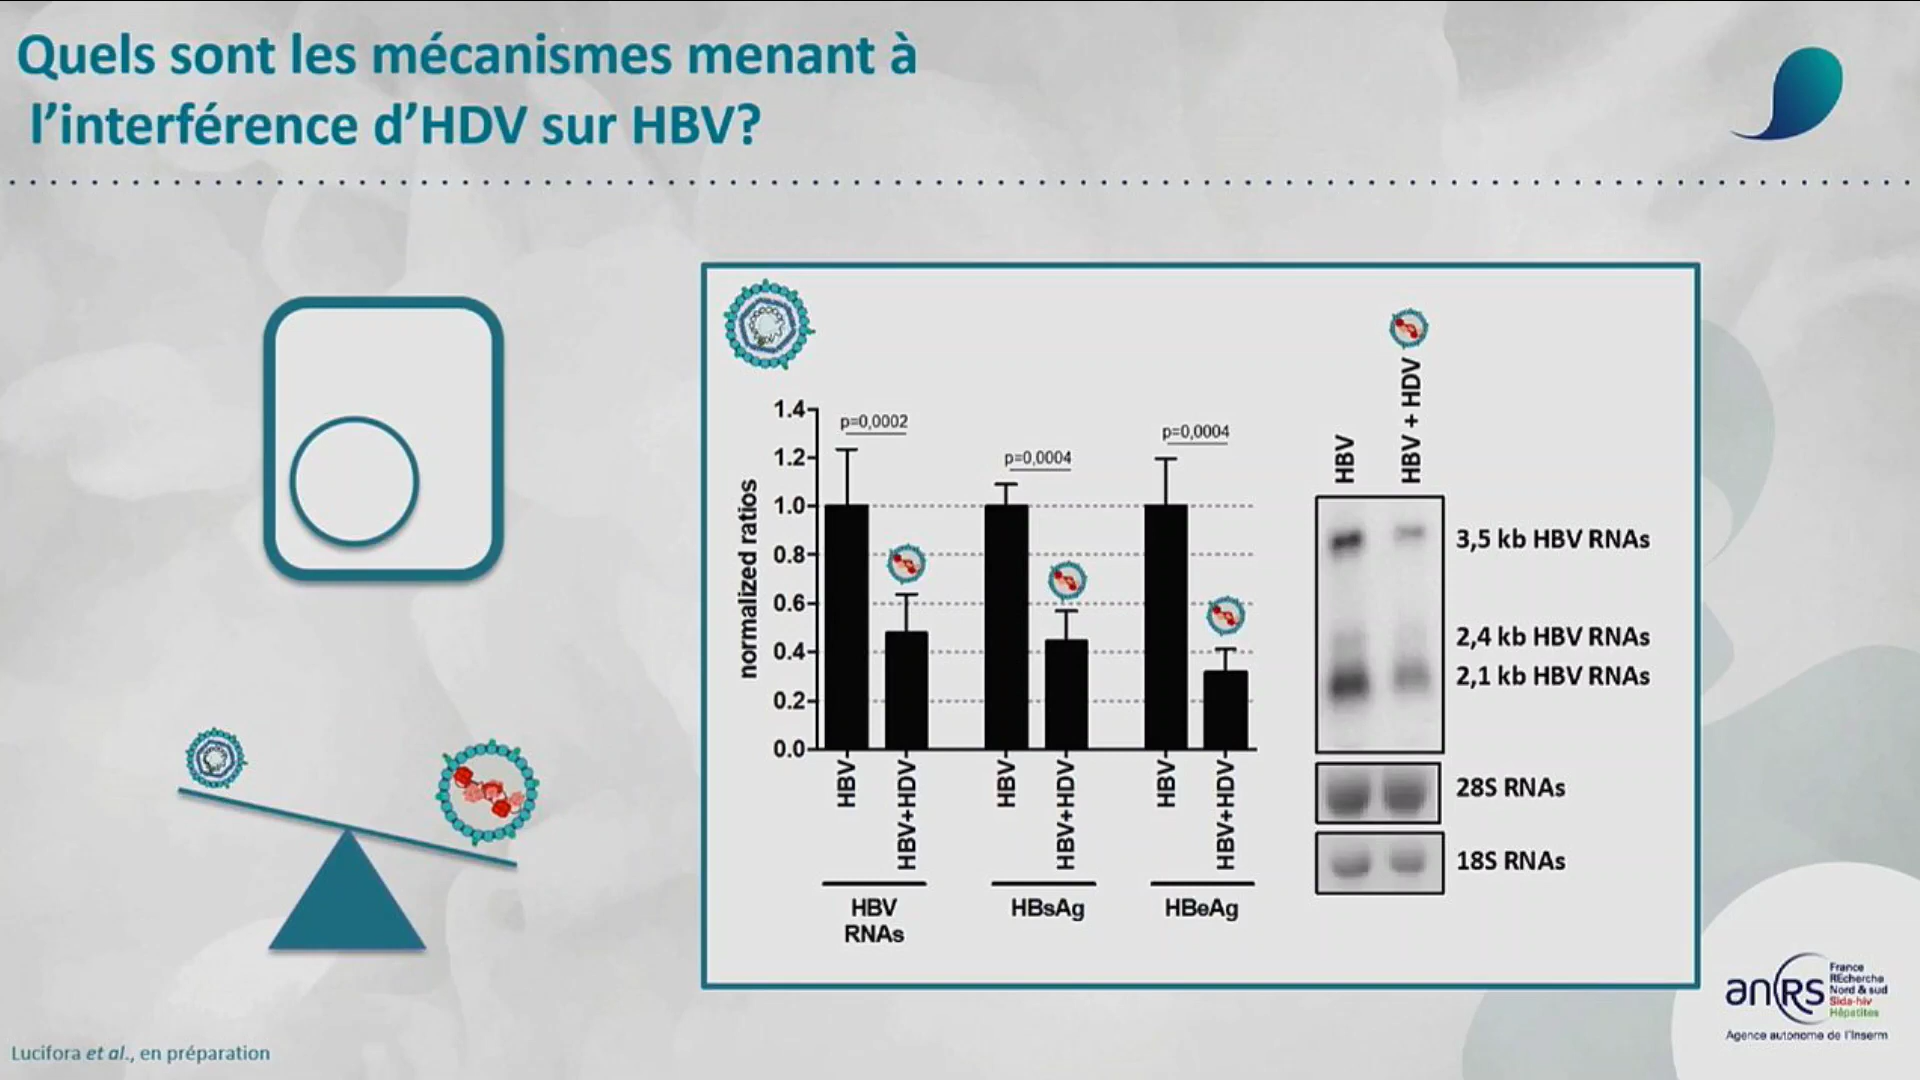 Quels sont les mécanismes menant à
l’interférence d’HDV sur HBV?
normalized ratios
1.4
1.2
1.0
0.8
0.6
0.4
0.2
0.0
p=0,0002
p=0,0004
p=0,0004
HBV
HBV+HDV
HBV
HBV+HDV
HBV
HBV+HDV
HBV
RNAs
HBsAg
HBeAg
HBV
HBV + HDV
3,5 kb HBV RNAs
2,4 kb HBV RNAs
2,1 kb HBV RNAs
28S RNAs
18S RNAs
anRS
France
REcherche
Nord & sud
Sida-hiv
Hépatites
Agence autonome de l’Inserm
Lucifora et al., en préparation